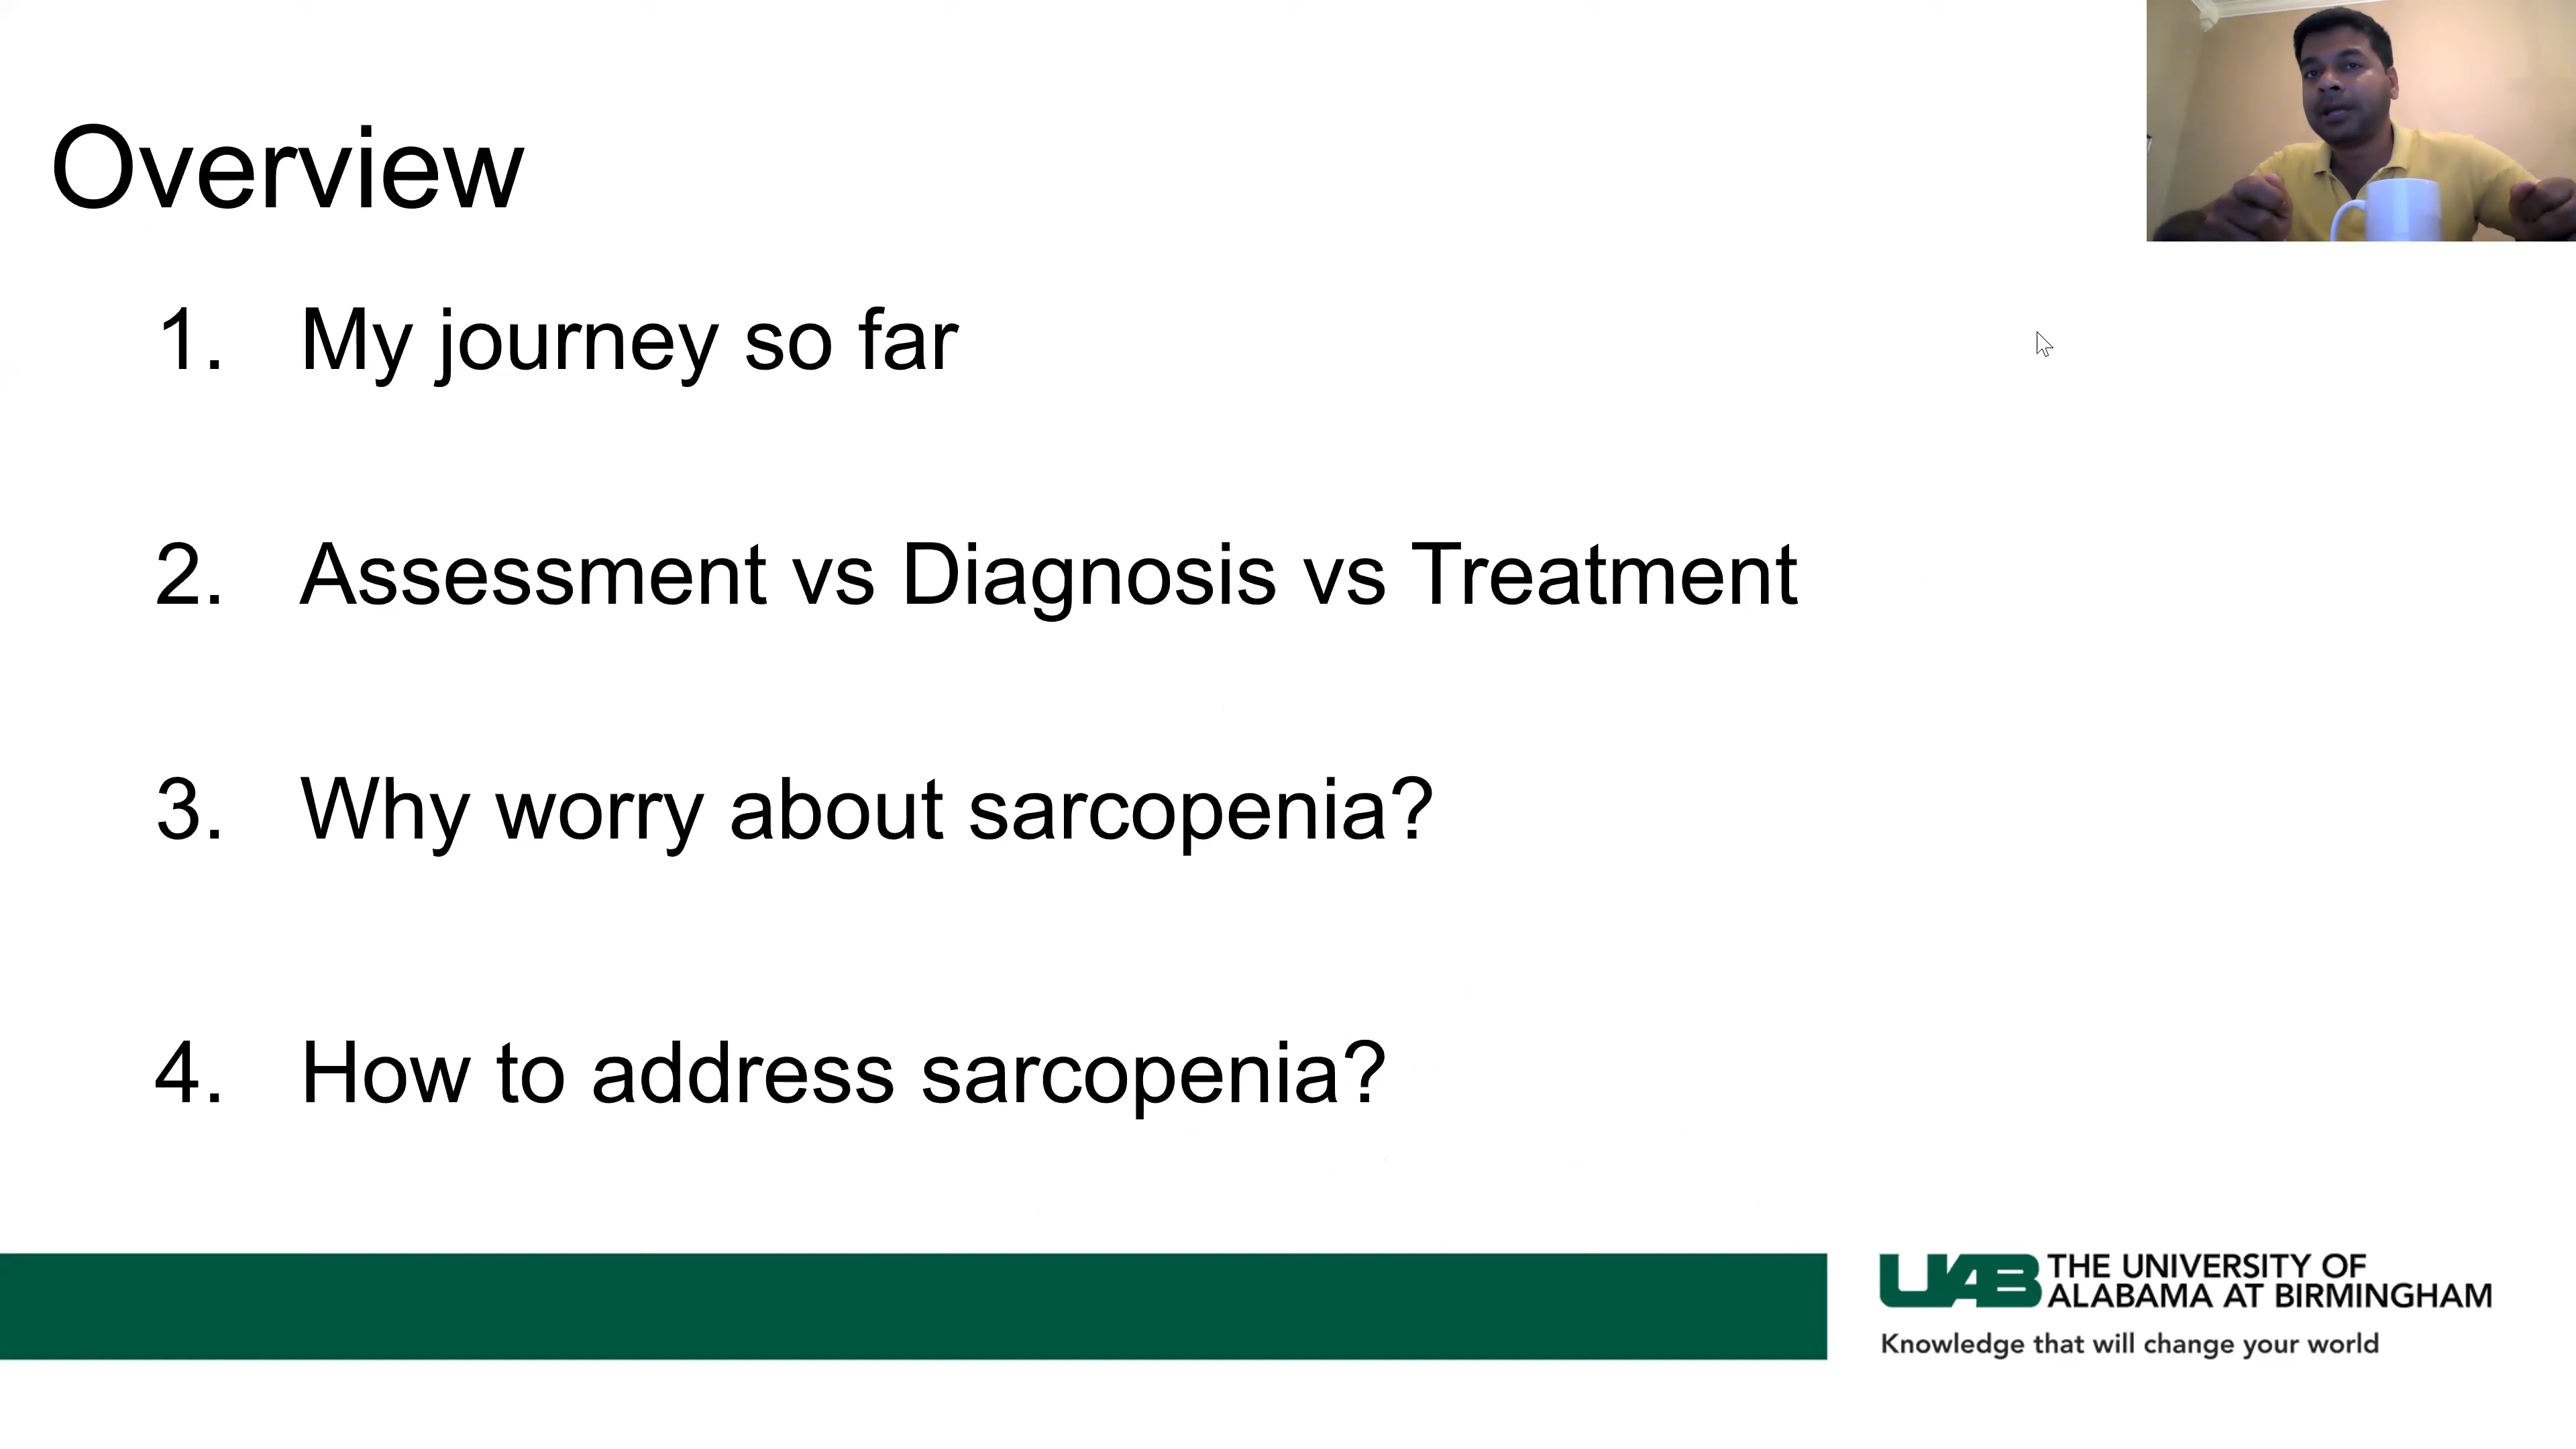 Overview
1. My journey so far
2. Assessment vs Diagnosis vs Treatment
3. Why worry about sarcopenia?
4. How to address sarcopenia?
UAB THE UNIVERSITY OF
ALABAMA AT BIRMINGHAM
Knowledge that will change your world